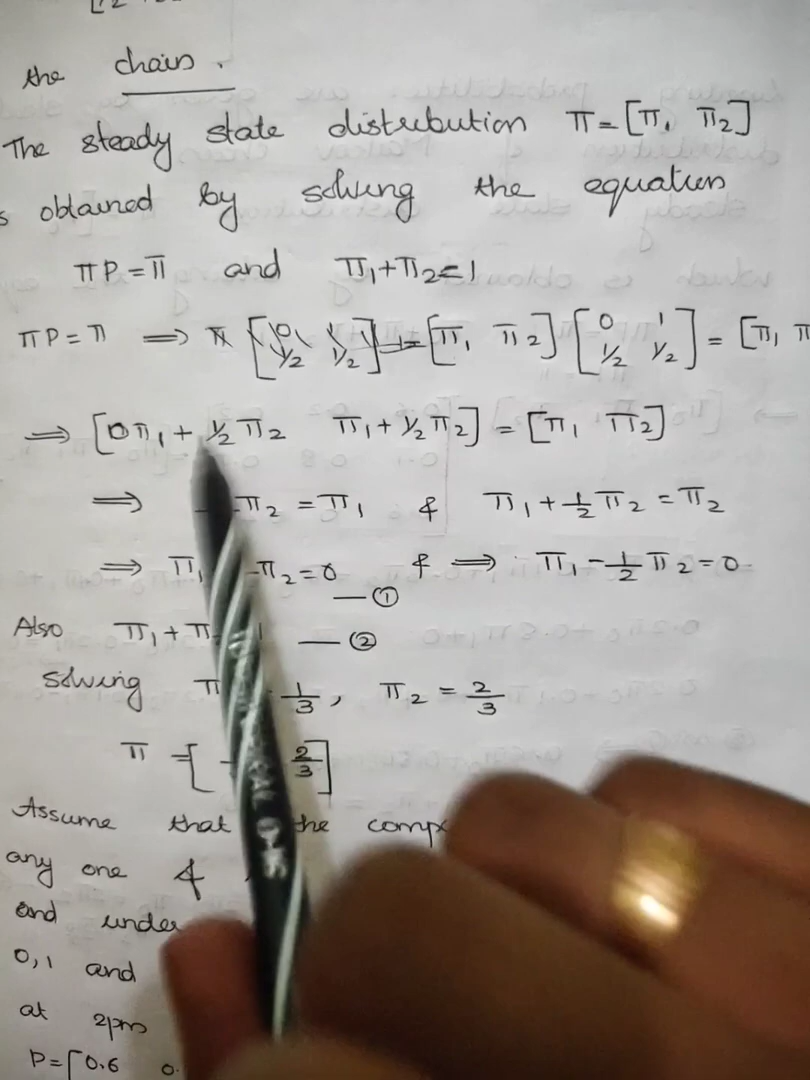 the chain.
The steady state distribution π = [π₁ π₂]
obtained by solving the equation
πP = π and π₁+π₂=1
πP = π ⟹ [π₁ π₂] [0 1 ½ ½] = [π₁ π
⟹ [0π₁ + ½π₂ π₁ + ½π₂] = [π₁ π₂]
⟹ π₂ = π₁ & π₁ + ½π₂ = π₂
⟹ π₁ π₂ = 0 & ⟹ π₁ - ½π₂ = 0
— ①
Also π₁ + π — ②
solving π 1/3, π₂ = 2/3
π = [ 2/3]
Assume that the comp
any one of
and under
0,1 and
at 2pm
P = [0.6 0.